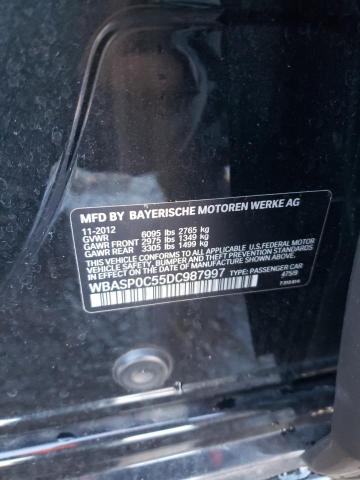 MFD BY BAYERISCHE MOTOREN WERKE AG
11-2012
GVWR 6095 lbs 2765 kg
GAWR FRONT 2975 lbs 1349 kg
GAWR REAR 3305 lbs 1499 kg
THIS VEHICLE CONFORMS TO ALL APPLICABLE U.S.FEDERAL MOTOR
VEHICLE SAFETY, BUMPER AND THEFT PREVENTION STANDARDS
IN EFFECT ON THE DATE OF MANUFACTURE SHOWN ABOVE.
WBASP0C55DC987997 TYPE: PASSENGER CAR